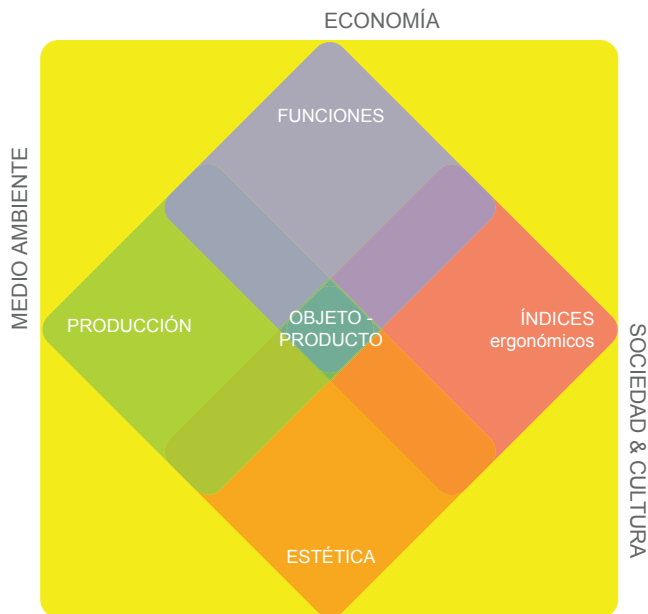 ECONOMÍA
FUNCIONES
MEDIO AMBIENTE
PRODUCCIÓN
OBJETO -
PRODUCTO
ÍNDICES
ergonómicos
SOCIEDAD & CULTURA
ESTÉTICA